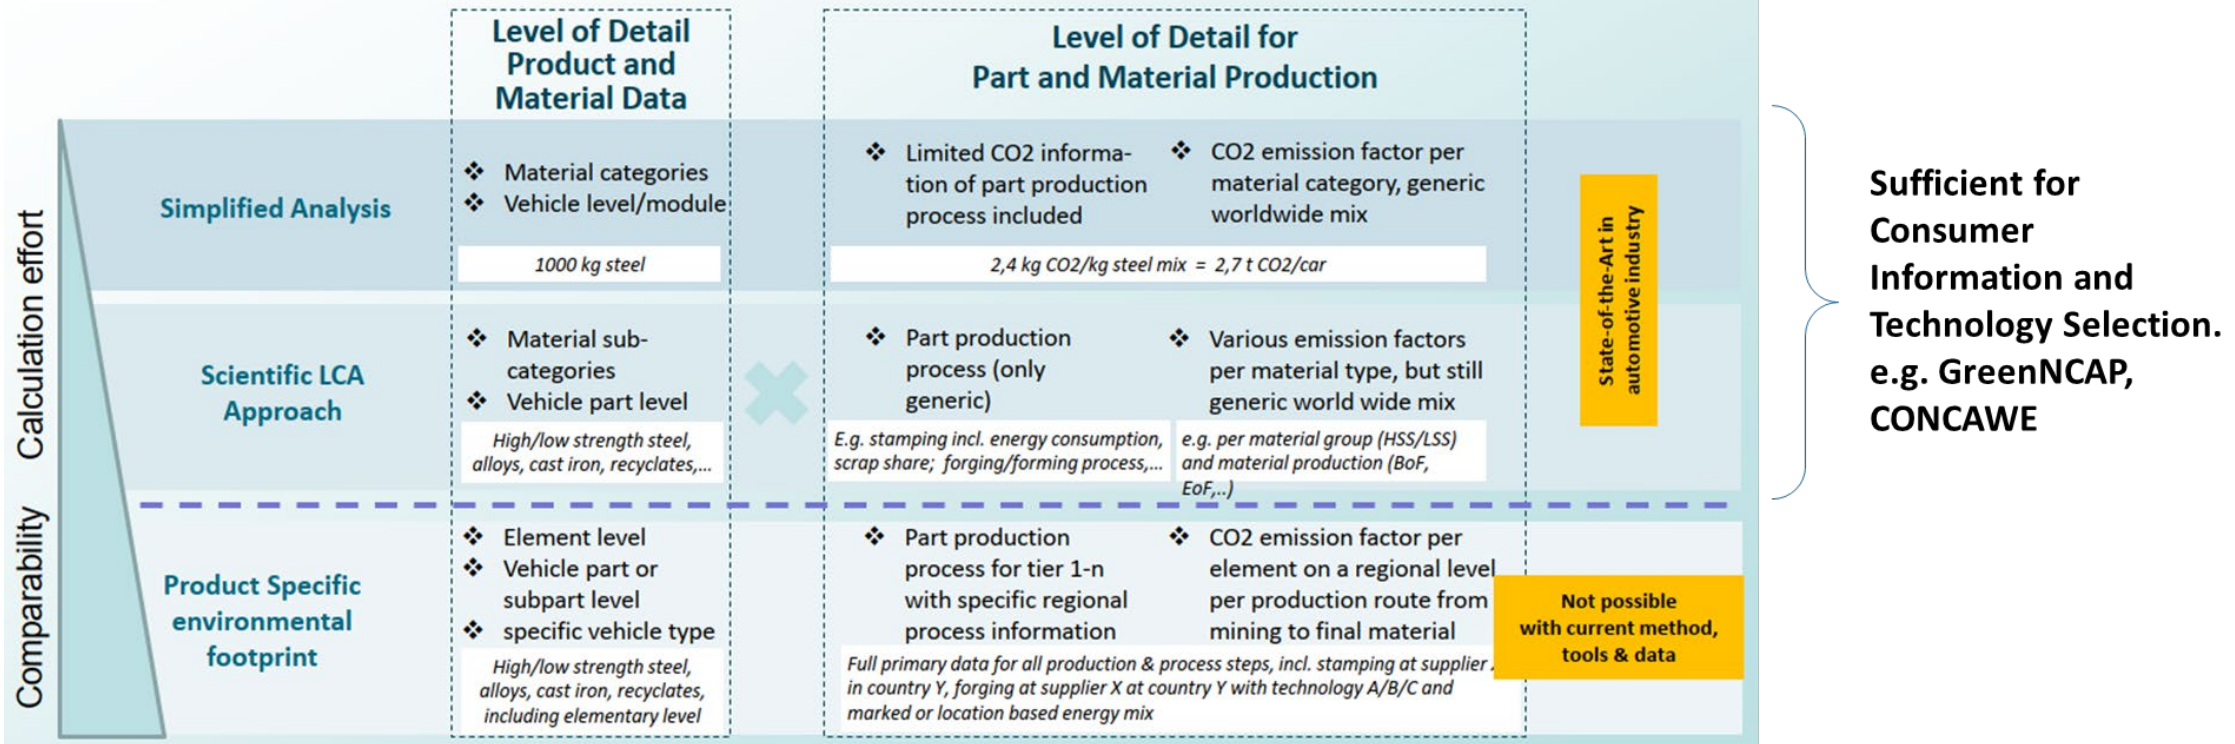 Level of Detail
Product and
Material Data
Level of Detail for
Part and Material Production
Calculation effort
Comparability
Simplified Analysis
❖ Material categories
❖ Vehicle level/module
1000 kg steel
❖ Limited CO2 informa-
tion of part production
process included
❖ CO2 emission factor per
material category, generic
worldwide mix
2,4 kg CO2/kg steel mix = 2,7 t CO2/car
Scientific LCA
Approach
❖ Material sub-
categories
❖ Vehicle part level
High/low strength steel,
alloys, cast iron, recyclates,...
❖ Part production
process (only
generic)
E.g. stamping incl. energy consumption,
scrap share; forging/forming process,...
❖ Various emission factors
per material type, but still
generic world wide mix
e.g. per material group (HSS/LSS)
and material production (BoF,
EoF,..)
State-of-the-Art in
automotive industry
Product Specific
environmental
footprint
❖ Element level
❖ Vehicle part or
subpart level
❖ specific vehicle type
High/low strength steel,
alloys, cast iron, recyclates,
including elementary level
❖ Part production
process for tier 1-n
with specific regional
process information
❖ CO2 emission factor per
element on a regional level
per production route from
mining to final material
Full primary data for all production & process steps, incl. stamping at supplier
in country Y, forging at supplier X at country Y with technology A/B/C and
marked or location based energy mix
Not possible
with current method,
tools & data
Sufficient for
Consumer
Information and
Technology Selection.
e.g. GreenNCAP,
CONCAWE